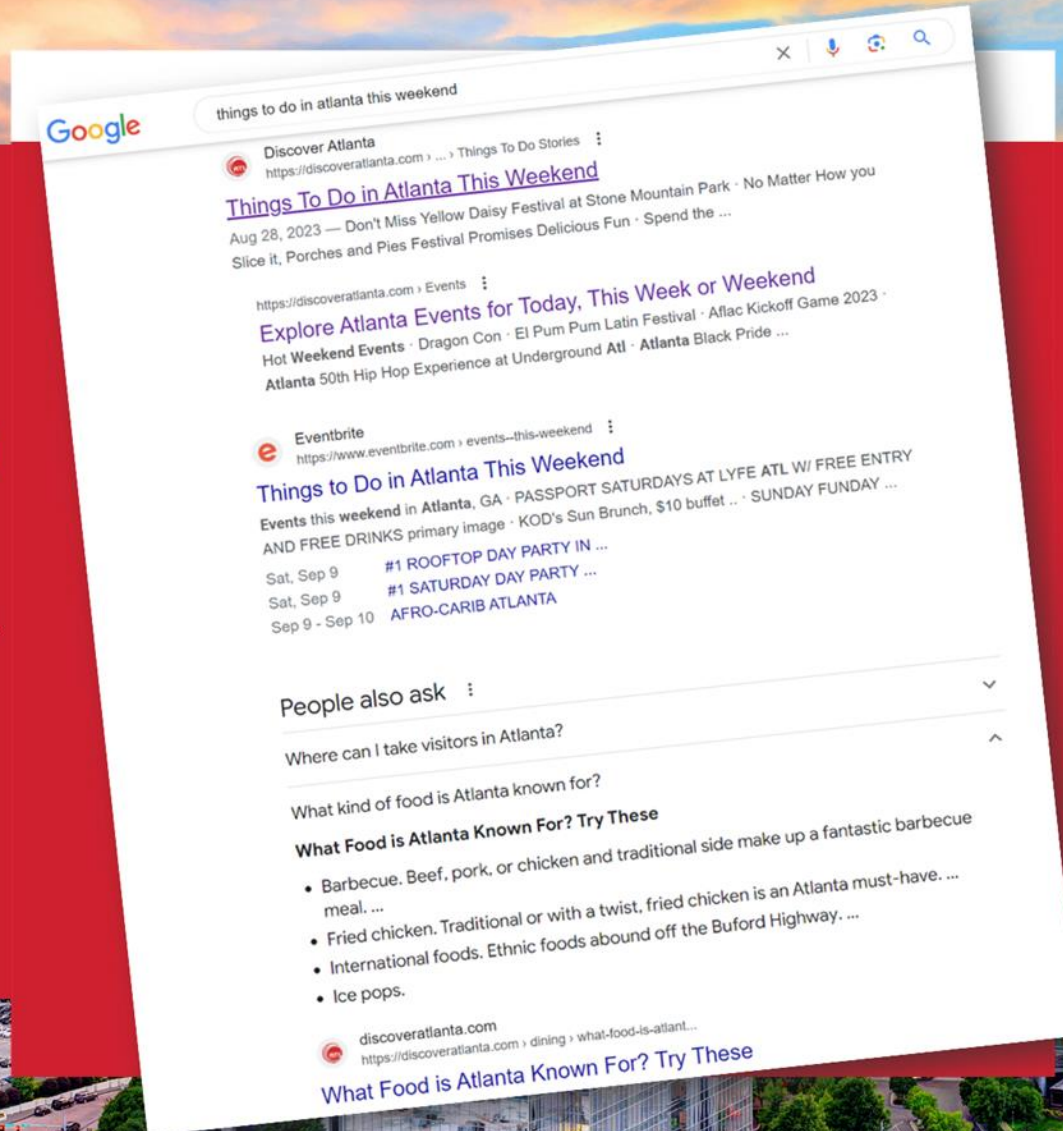 Google
things to do in atlanta this weekend
Discover Atlanta
https://discoveratlanta.com › ... › Things To Do Stories
Things To Do in Atlanta This Weekend
Aug 28, 2023 — Don't Miss Yellow Daisy Festival at Stone Mountain Park · No Matter How you
Slice it, Porches and Pies Festival Promises Delicious Fun · Spend the ...
https://discoveratlanta.com › Events
Explore Atlanta Events for Today, This Week or Weekend
Hot Weekend Events · Dragon Con · El Pum Pum Latin Festival · Aflac Kickoff Game 2023 ·
Atlanta 50th Hip Hop Experience at Underground Atl · Atlanta Black Pride ...
Eventbrite
https://www.eventbrite.com › events--this-weekend
Things to Do in Atlanta This Weekend
Events this weekend in Atlanta, GA · PASSPORT SATURDAYS AT LYFE ATL W/ FREE ENTRY
AND FREE DRINKS primary image · KOD's Sun Brunch, $10 buffet .. · SUNDAY FUNDAY ...
Sat, Sep 9 #1 ROOFTOP DAY PARTY IN ...
Sat, Sep 9 #1 SATURDAY DAY PARTY ...
Sep 9 - Sep 10 AFRO-CARIB ATLANTA
People also ask
Where can I take visitors in Atlanta?
What kind of food is Atlanta known for?
What Food is Atlanta Known For? Try These
• Barbecue. Beef, pork, or chicken and traditional side make up a fantastic barbecue
meal. ...
• Fried chicken. Traditional or with a twist, fried chicken is an Atlanta must-have. ...
• International foods. Ethnic foods abound off the Buford Highway. ...
• Ice pops.
discoveratlanta.com
https://discoveratlanta.com › dining › what-food-is-atlant...
What Food is Atlanta Known For? Try These